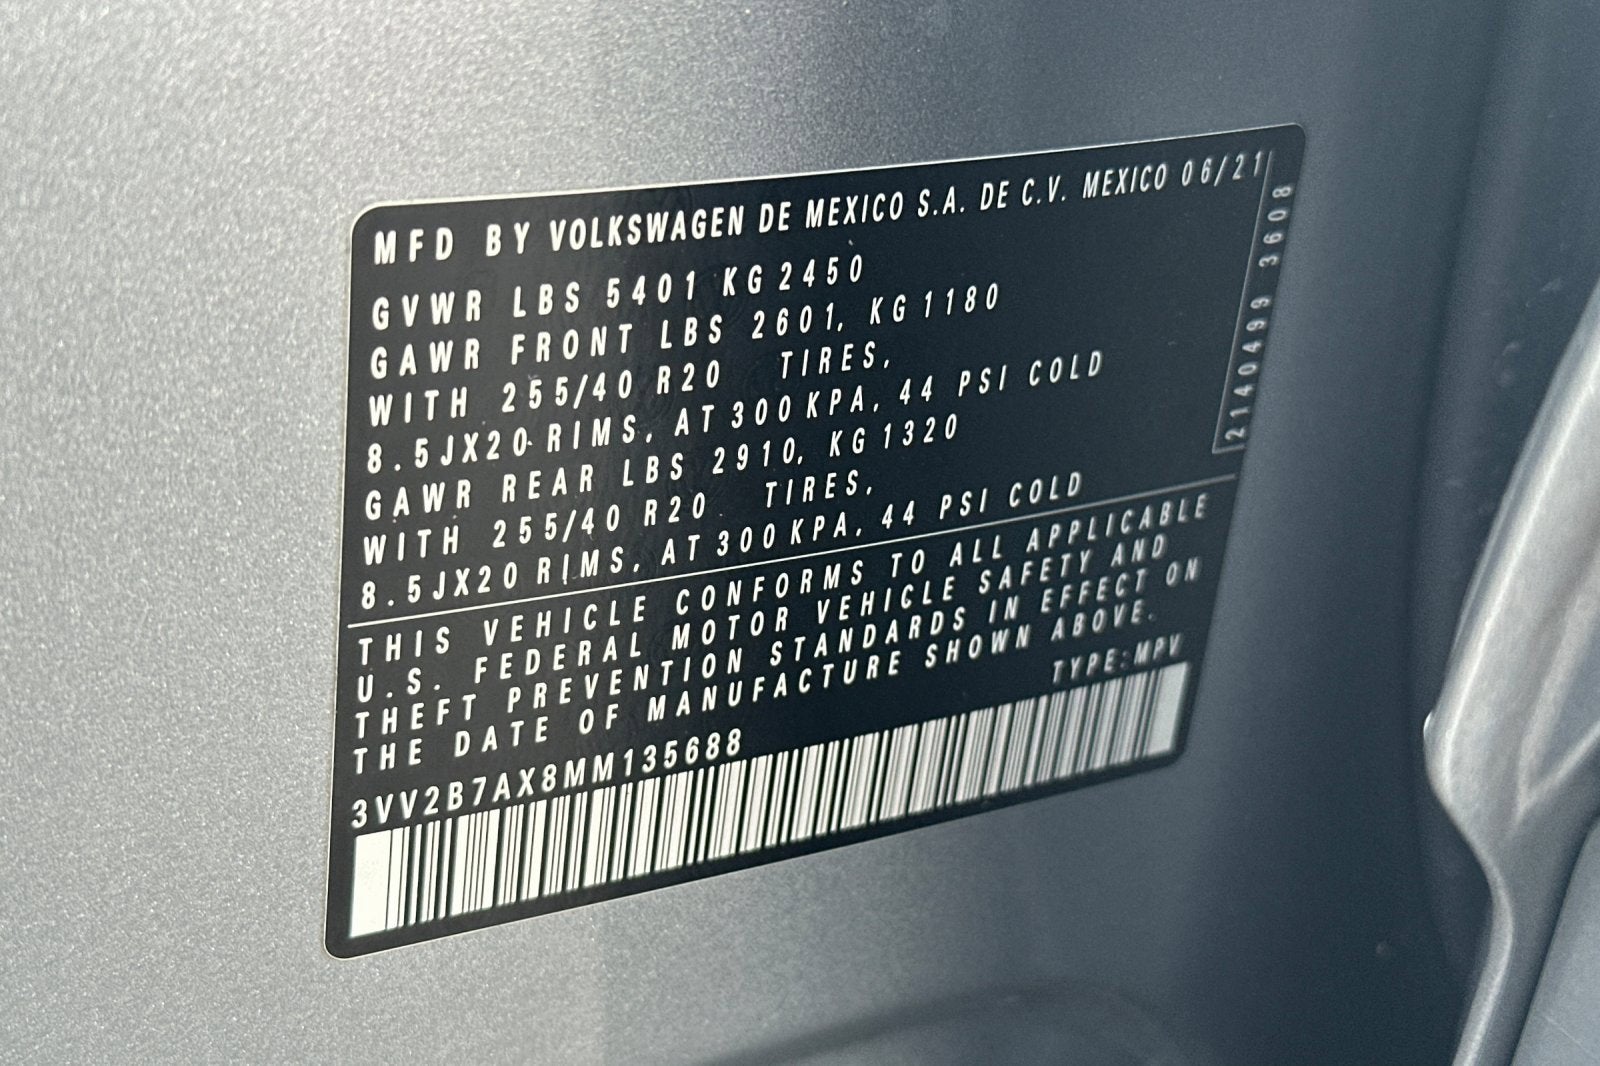 MFD BY VOLKSWAGEN DE MEXICO S.A. DE C.V. MEXICO 06/21
GVWR LBS 5401 KG 2450
GAWR FRONT LBS 2601, KG 1180
WITH 255/40 R20 TIRES,
8.5JX20 RIMS, AT 300 KPA, 44 PSI COLD
GAWR REAR LBS 2910, KG 1320
WITH 255/40 R20 TIRES,
8.5JX20 RIMS, AT 300 KPA, 44 PSI COLD
2140499 3608
THIS VEHICLE CONFORMS TO ALL APPLICABLE
U.S. FEDERAL MOTOR VEHICLE SAFETY AND
THEFT PREVENTION STANDARDS IN EFFECT ON
THE DATE OF MANUFACTURE SHOWN ABOVE.
TYPE:MPV
3VV2B7AX8MM135688